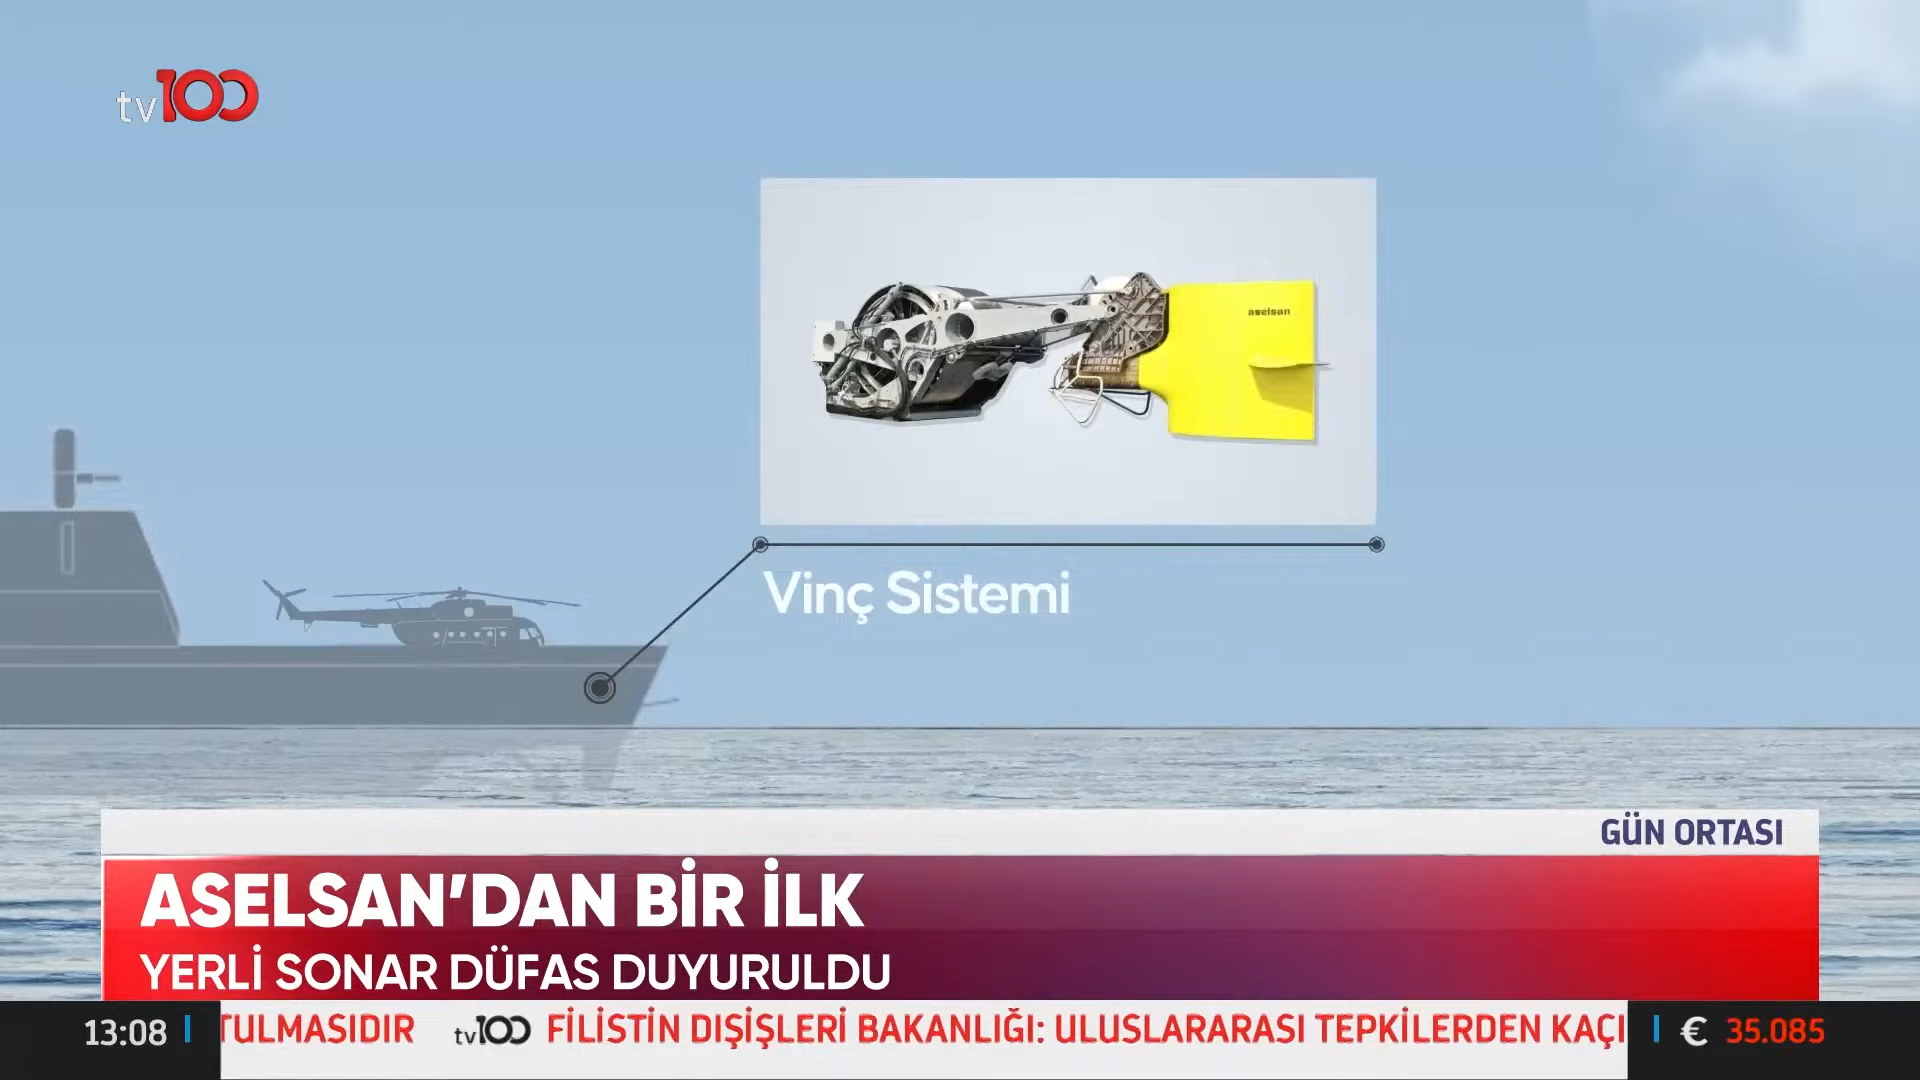 tv100
aselsan
Vinç Sistemi
GÜN ORTASI
ASELSAN'DAN BİR İLK
YERLİ SONAR DÜFAS DUYURULDU
13:08 TULMASIDIR tv100 FİLİSTİN DIŞİŞLERİ BAKANLIĞI: ULUSLARARASI TEPKİLERDEN KAÇI € 35.085